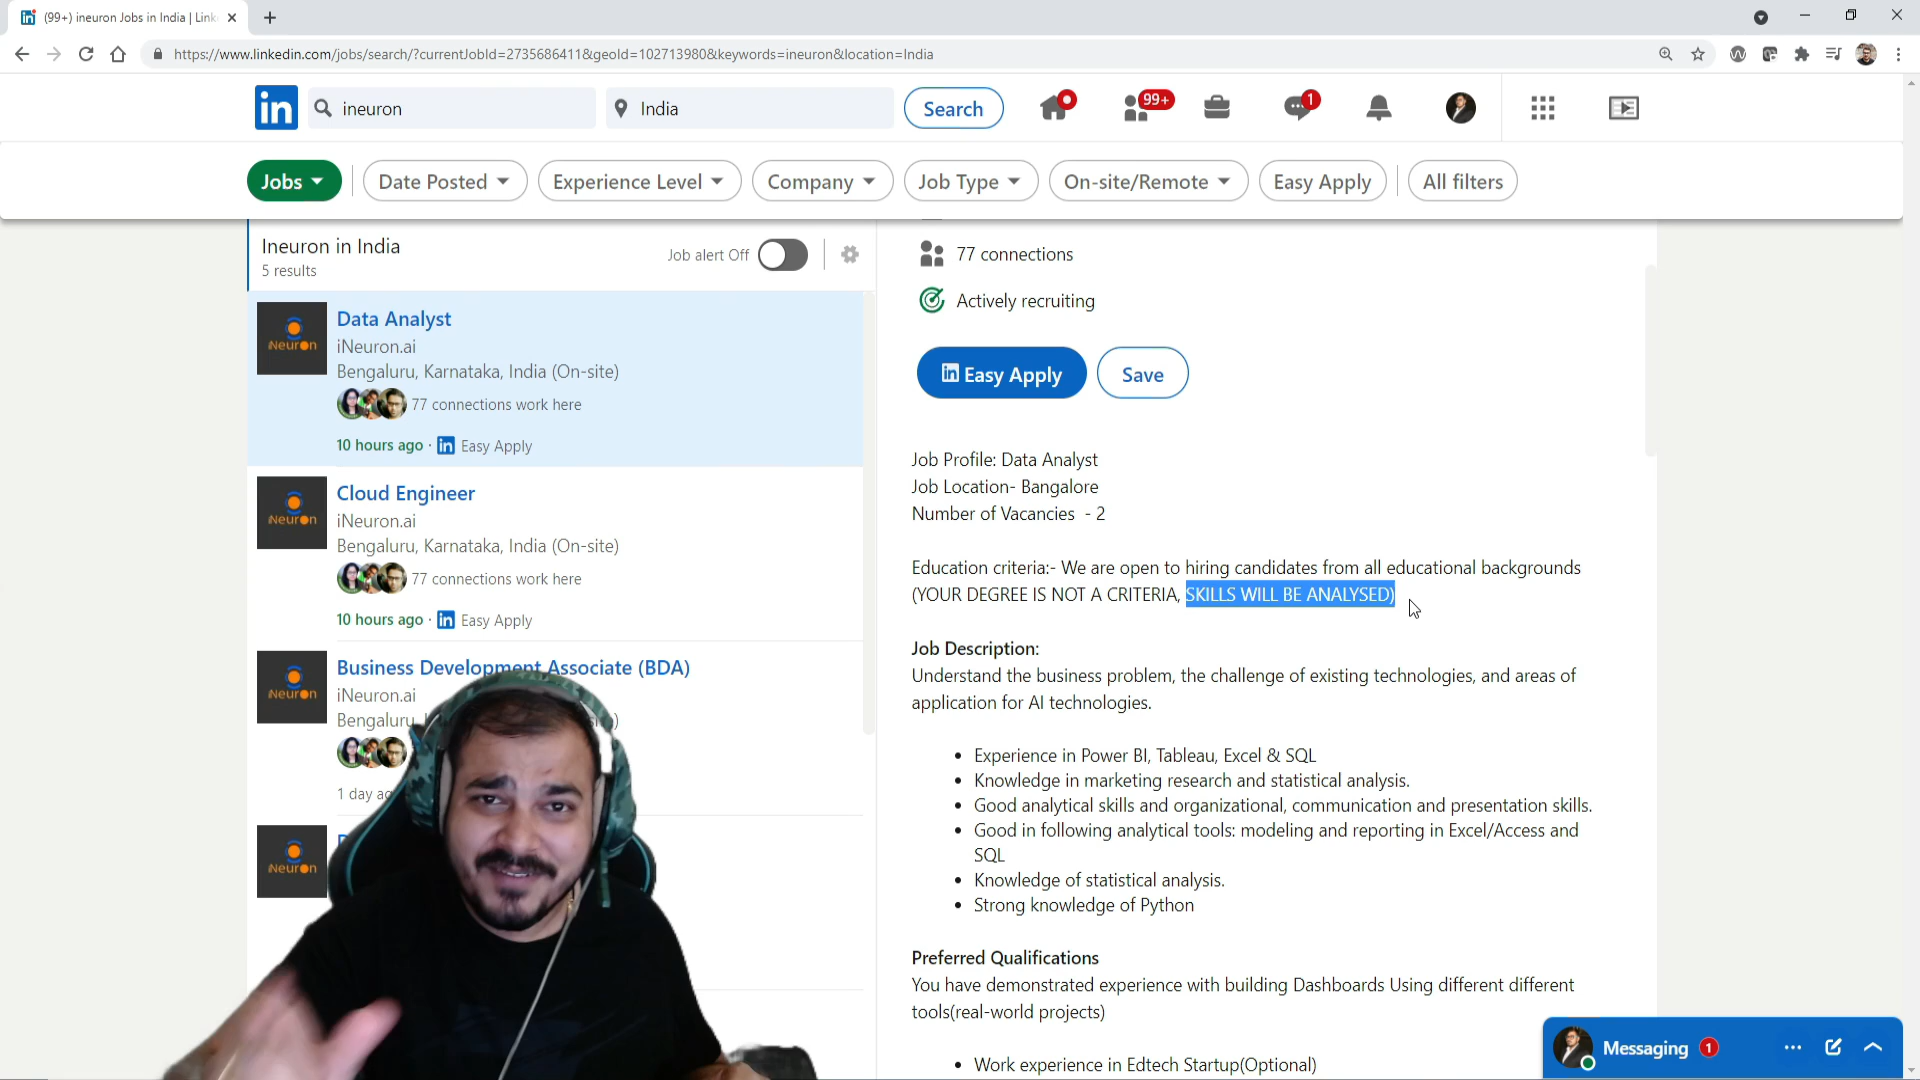 (99+) ineuron Jobs in India | Link
https://www.linkedin.com/jobs/search/?currentJobId=2735686411&geoId=102713980&keywords=ineuron&location=India
in
ineuron
India
Search
99+
1
Jobs
Date Posted
Experience Level
Company
Job Type
On-site/Remote
Easy Apply
All filters
Ineuron in India
5 results
Job alert Off
iNeuron
Data Analyst
iNeuron.ai
Bengaluru, Karnataka, India (On-site)
77 connections work here
10 hours ago · in Easy Apply
iNeuron
Cloud Engineer
iNeuron.ai
Bengaluru, Karnataka, India (On-site)
77 connections work here
10 hours ago · in Easy Apply
iNeuron
Business Development Associate (BDA)
iNeuron.ai
Bengaluru,
1 day
iNeuron
77 connections
Actively recruiting
in Easy Apply
Save
Job Profile: Data Analyst
Job Location- Bangalore
Number of Vacancies - 2
Education criteria:- We are open to hiring candidates from all educational backgrounds
(YOUR DEGREE IS NOT A CRITERIA, SKILLS WILL BE ANALYSED)
Job Description:
Understand the business problem, the challenge of existing technologies, and areas of
application for AI technologies.
• Experience in Power BI, Tableau, Excel & SQL
• Knowledge in marketing research and statistical analysis.
• Good analytical skills and organizational, communication and presentation skills.
• Good in following analytical tools: modeling and reporting in Excel/Access and
SQL
• Knowledge of statistical analysis.
• Strong knowledge of Python
Preferred Qualifications
You have demonstrated experience with building Dashboards Using different different
tools(real-world projects)
• Work experience in Edtech Startup(Optional)
Messaging 1